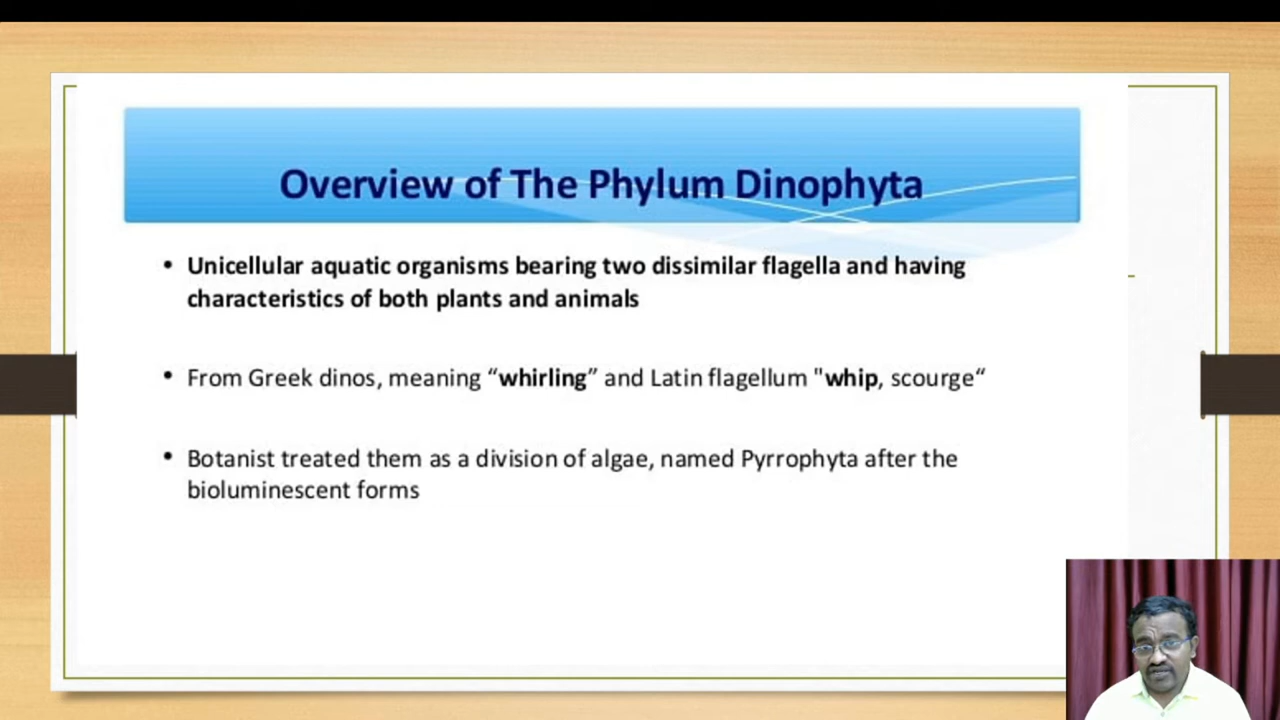 Overview of The Phylum Dinophyta
• Unicellular aquatic organisms bearing two dissimilar flagella and having
characteristics of both plants and animals
• From Greek dinos, meaning “whirling” and Latin flagellum "whip, scourge“
• Botanist treated them as a division of algae, named Pyrrophyta after the
bioluminescent forms